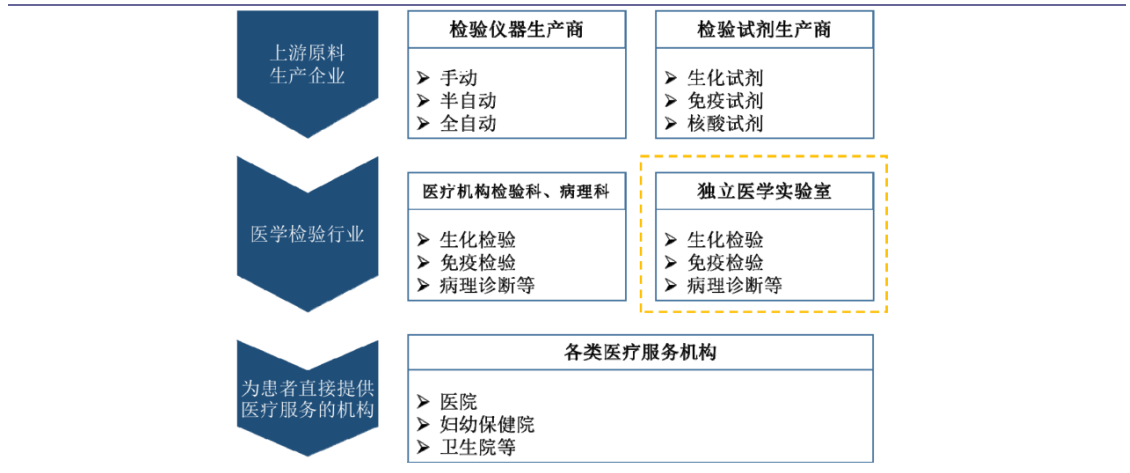 上游原料
生产企业
检验仪器生产商
➢ 手动
➢ 半自动
➢ 全自动
检验试剂生产商
➢ 生化试剂
➢ 免疫试剂
➢ 核酸试剂
医学检验行业
医疗机构检验科、病理科
➢ 生化检验
➢ 免疫检验
➢ 病理诊断等
独立医学实验室
➢ 生化检验
➢ 免疫检验
➢ 病理诊断等
为患者直接提供
医疗服务的机构
各类医疗服务机构
➢ 医院
➢ 妇幼保健院
➢ 卫生院等